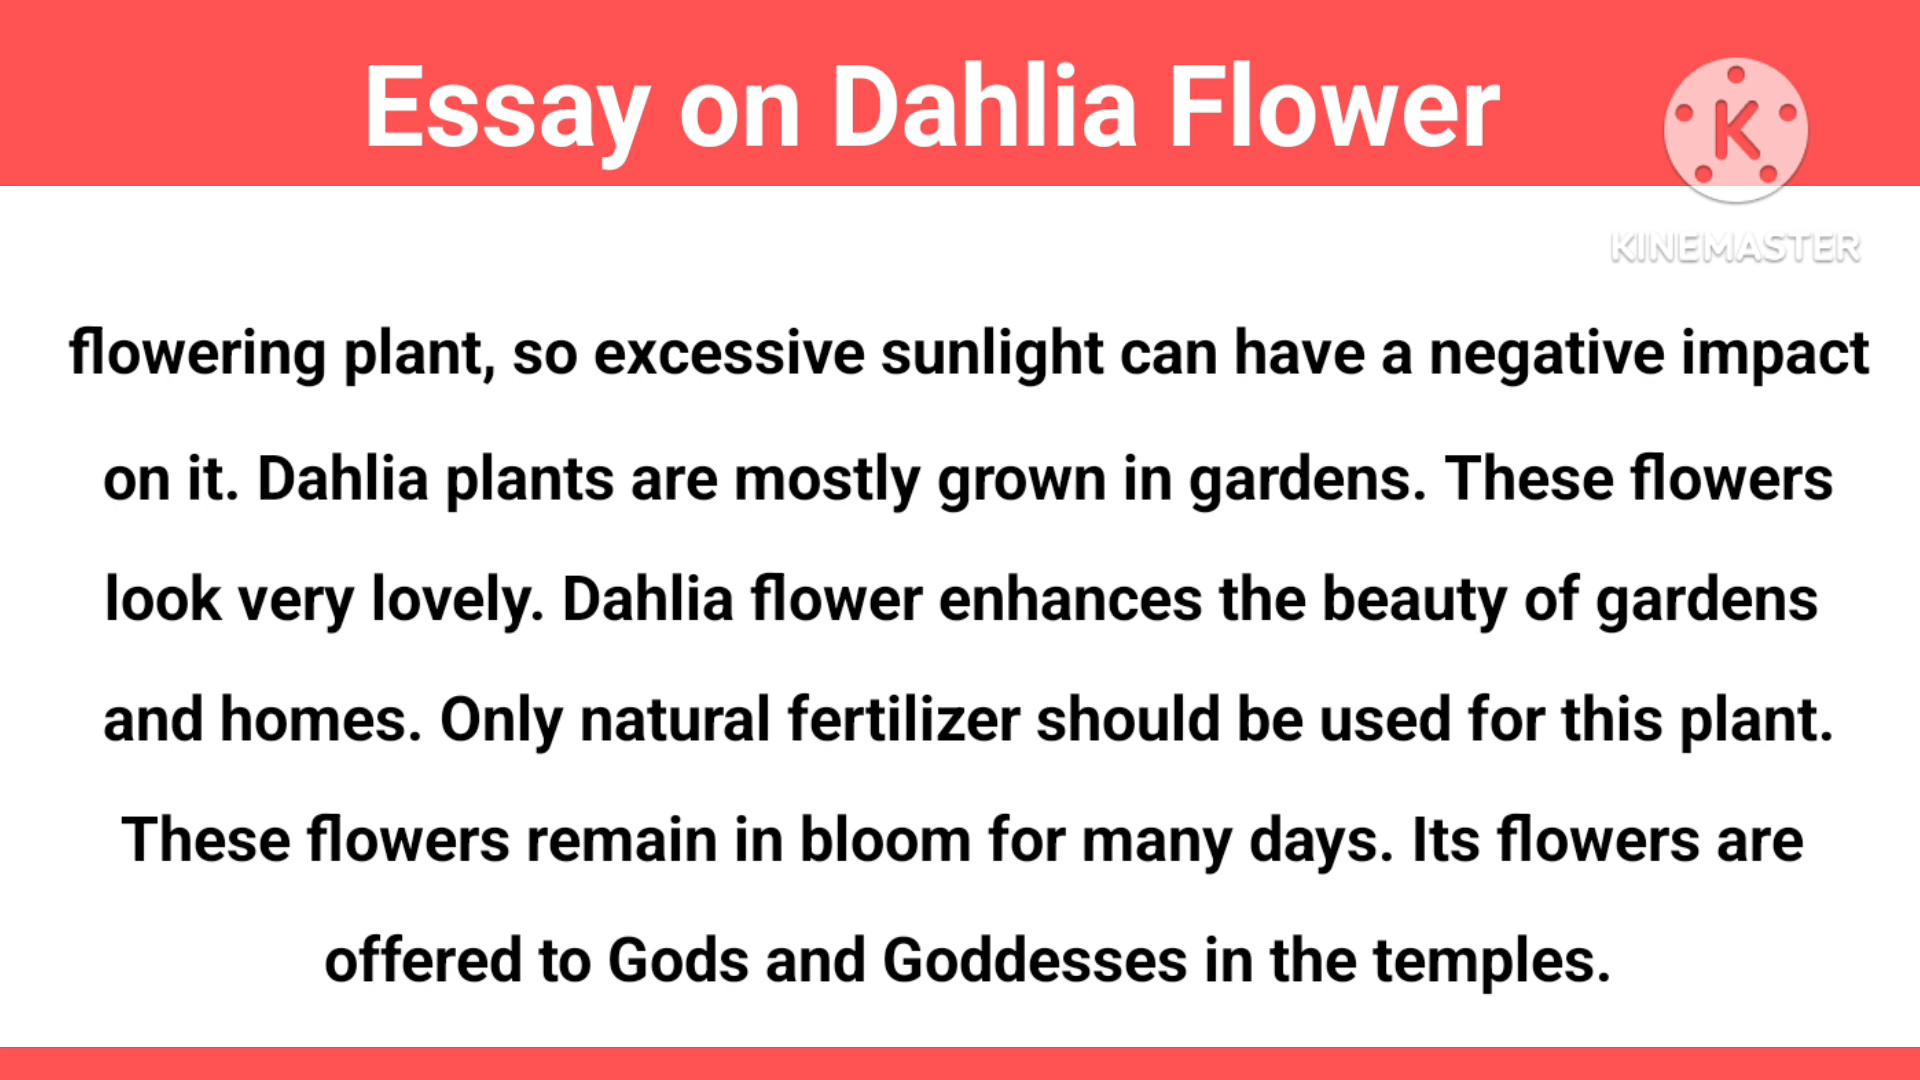 Essay on Dahlia Flower
K
KINEMASTER
flowering plant, so excessive sunlight can have a negative impact
on it. Dahlia plants are mostly grown in gardens. These flowers
look very lovely. Dahlia flower enhances the beauty of gardens
and homes. Only natural fertilizer should be used for this plant.
These flowers remain in bloom for many days. Its flowers are
offered to Gods and Goddesses in the temples.